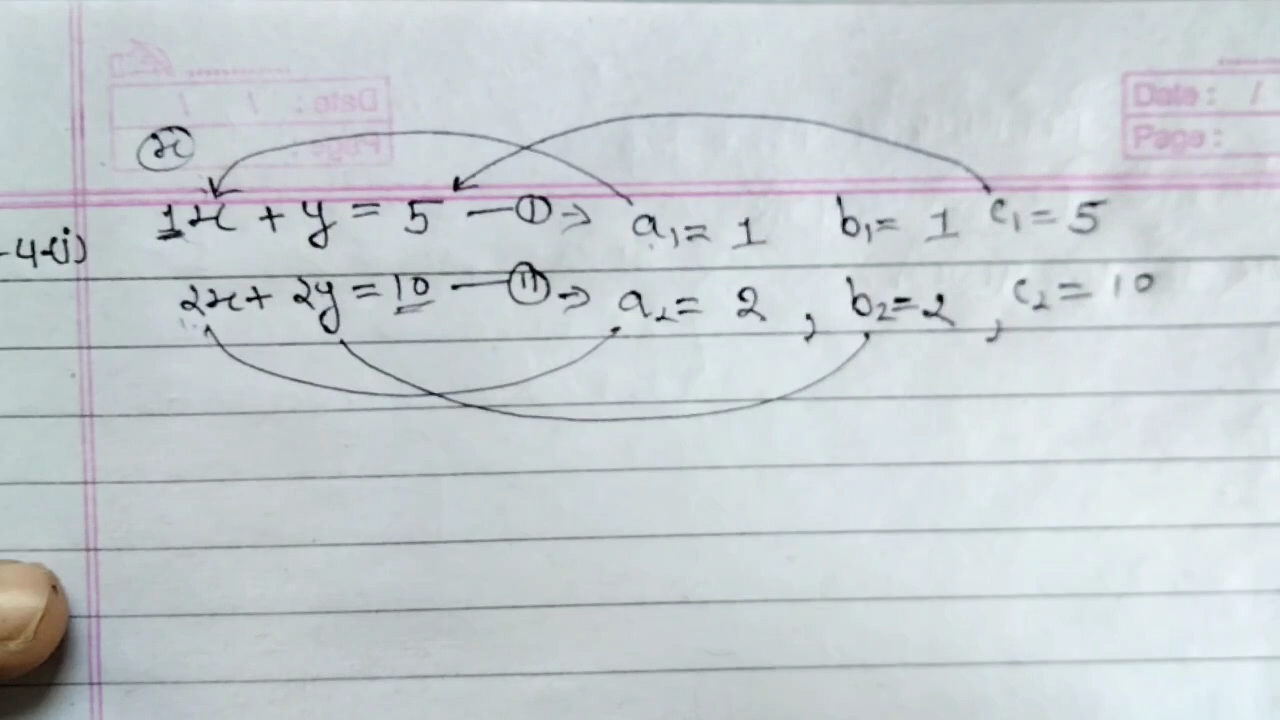 Date : / /
Page :
Date : /
Page :
x
1x + y = 5 —(I) → a₁ = 1 b₁ = 1 c₁ = 5
-4-(i)
2x + 2y = 10 —(II) → a₂ = 2 , b₂ = 2 , c₂ = 10